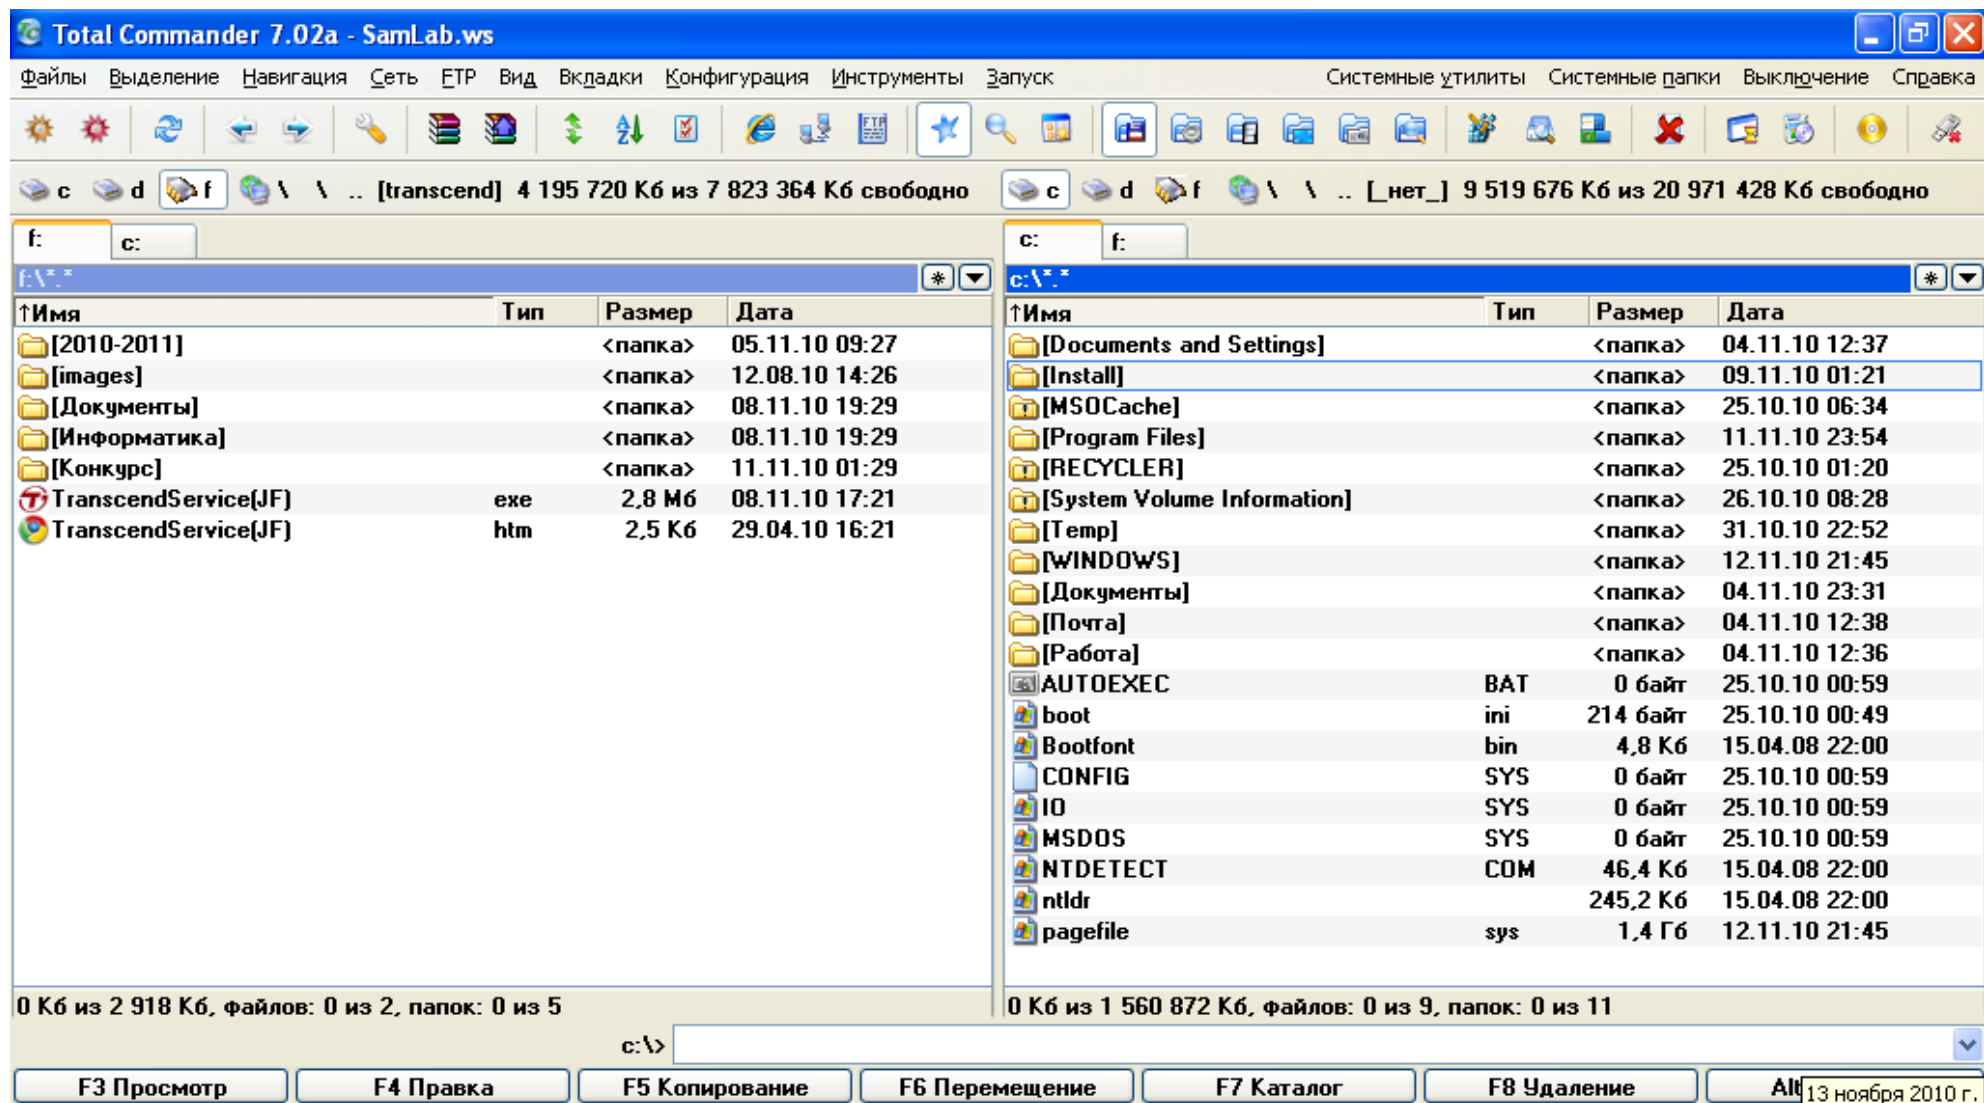 Total Commander 7.02a - SamLab.ws
Файлы Выделение Навигация Сеть FTP Вид Вкладки Конфигурация Инструменты Запуск Системные утилиты Системные папки Выключение Справка
c d f \ \ .. [transcend] 4 195 720 Кб из 7 823 364 Кб свободно c d f \ \ .. [_нет_] 9 519 676 Кб из 20 971 428 Кб свободно
f: c: c: f:
f:\*.* c:\*.*
↑Имя Тип Размер Дата
[2010-2011] <папка> 05.11.10 09:27
[images] <папка> 12.08.10 14:26
[Документы] <папка> 08.11.10 19:29
[Информатика] <папка> 08.11.10 19:29
[Конкурс] <папка> 11.11.10 01:29
TranscendService(JF) exe 2,8 Мб 08.11.10 17:21
TranscendService(JF) htm 2,5 Кб 29.04.10 16:21
0 Кб из 2 918 Кб, файлов: 0 из 2, папок: 0 из 5
↑Имя Тип Размер Дата
[Documents and Settings] <папка> 04.11.10 12:37
[Install] <папка> 09.11.10 01:21
[MSOCache] <папка> 25.10.10 06:34
[Program Files] <папка> 11.11.10 23:54
[RECYCLER] <папка> 25.10.10 01:20
[System Volume Information] <папка> 26.10.10 08:28
[Temp] <папка> 31.10.10 22:52
[WINDOWS] <папка> 12.11.10 21:45
[Документы] <папка> 04.11.10 23:31
[Почта] <папка> 04.11.10 12:38
[Работа] <папка> 04.11.10 12:36
AUTOEXEC BAT 0 байт 25.10.10 00:59
boot ini 214 байт 25.10.10 00:49
Bootfont bin 4,8 Кб 15.04.08 22:00
CONFIG SYS 0 байт 25.10.10 00:59
IO SYS 0 байт 25.10.10 00:59
MSDOS SYS 0 байт 25.10.10 00:59
NTDETECT COM 46,4 Кб 15.04.08 22:00
ntldr 245,2 Кб 15.04.08 22:00
pagefile sys 1,4 Гб 12.11.10 21:45
0 Кб из 1 560 872 Кб, файлов: 0 из 9, папок: 0 из 11
c:\>
F3 Просмотр F4 Правка F5 Копирование F6 Перемещение F7 Каталог F8 Удаление Alt
13 ноября 2010 г.